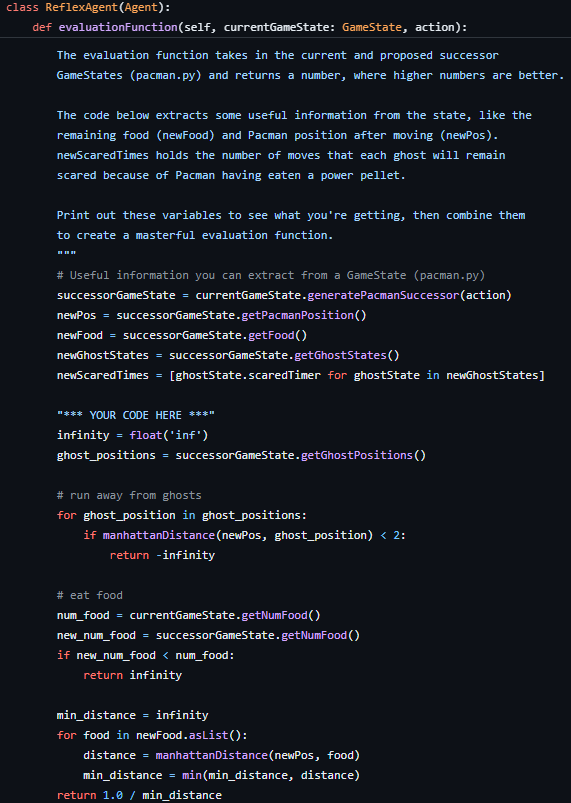 class ReflexAgent(Agent):
    def evaluationFunction(self, currentGameState: GameState, action):
        The evaluation function takes in the current and proposed successor
        GameStates (pacman.py) and returns a number, where higher numbers are better.

        The code below extracts some useful information from the state, like the
        remaining food (newFood) and Pacman position after moving (newPos).
        newScaredTimes holds the number of moves that each ghost will remain
        scared because of Pacman having eaten a power pellet.

        Print out these variables to see what you're getting, then combine them
        to create a masterful evaluation function.
        """
        # Useful information you can extract from a GameState (pacman.py)
        successorGameState = currentGameState.generatePacmanSuccessor(action)
        newPos = successorGameState.getPacmanPosition()
        newFood = successorGameState.getFood()
        newGhostStates = successorGameState.getGhostStates()
        newScaredTimes = [ghostState.scaredTimer for ghostState in newGhostStates]

        "*** YOUR CODE HERE ***"
        infinity = float('inf')
        ghost_positions = successorGameState.getGhostPositions()

        # run away from ghosts
        for ghost_position in ghost_positions:
            if manhattanDistance(newPos, ghost_position) < 2:
                return -infinity

        # eat food
        num_food = currentGameState.getNumFood()
        new_num_food = successorGameState.getNumFood()
        if new_num_food < num_food:
            return infinity

        min_distance = infinity
        for food in newFood.asList():
            distance = manhattanDistance(newPos, food)
            min_distance = min(min_distance, distance)
        return 1.0 / min_distance